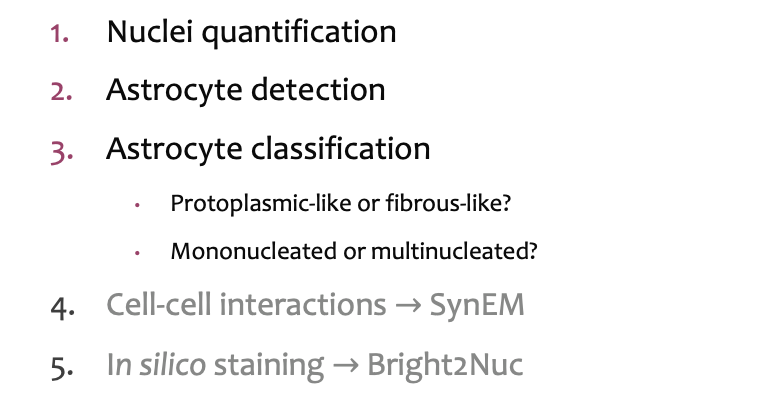 1. Nuclei quantification
2. Astrocyte detection
3. Astrocyte classification
• Protoplasmic-like or fibrous-like?
• Mononucleated or multinucleated?
4. Cell-cell interactions → SynEM
5. In silico staining → Bright2Nuc